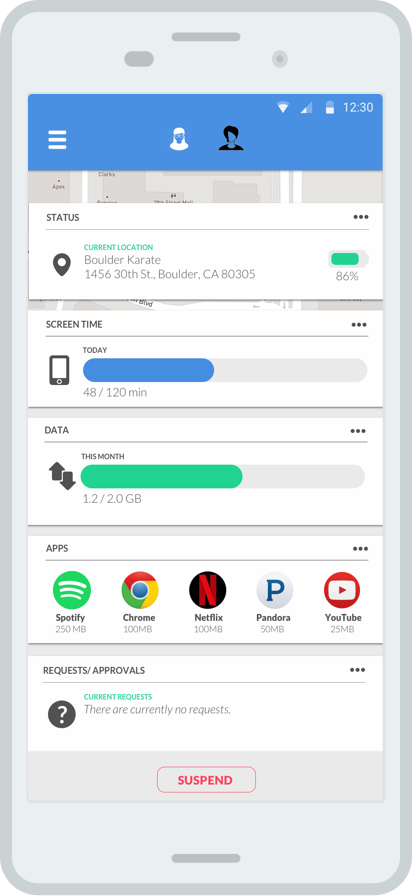 12:30
Clarks
Apex
29th Street Mall
STATUS
CURRENT LOCATION
Boulder Karate
1456 30th St., Boulder, CA 80305
86%
SCREEN TIME
TODAY
48 / 120 min
DATA
THIS MONTH
1.2 / 2.0 GB
APPS
Spotify Chrome Netflix Pandora YouTube
250 MB 100MB 100MB 50MB 25MB
REQUESTS/ APPROVALS
CURRENT REQUESTS
There are currently no requests.
SUSPEND